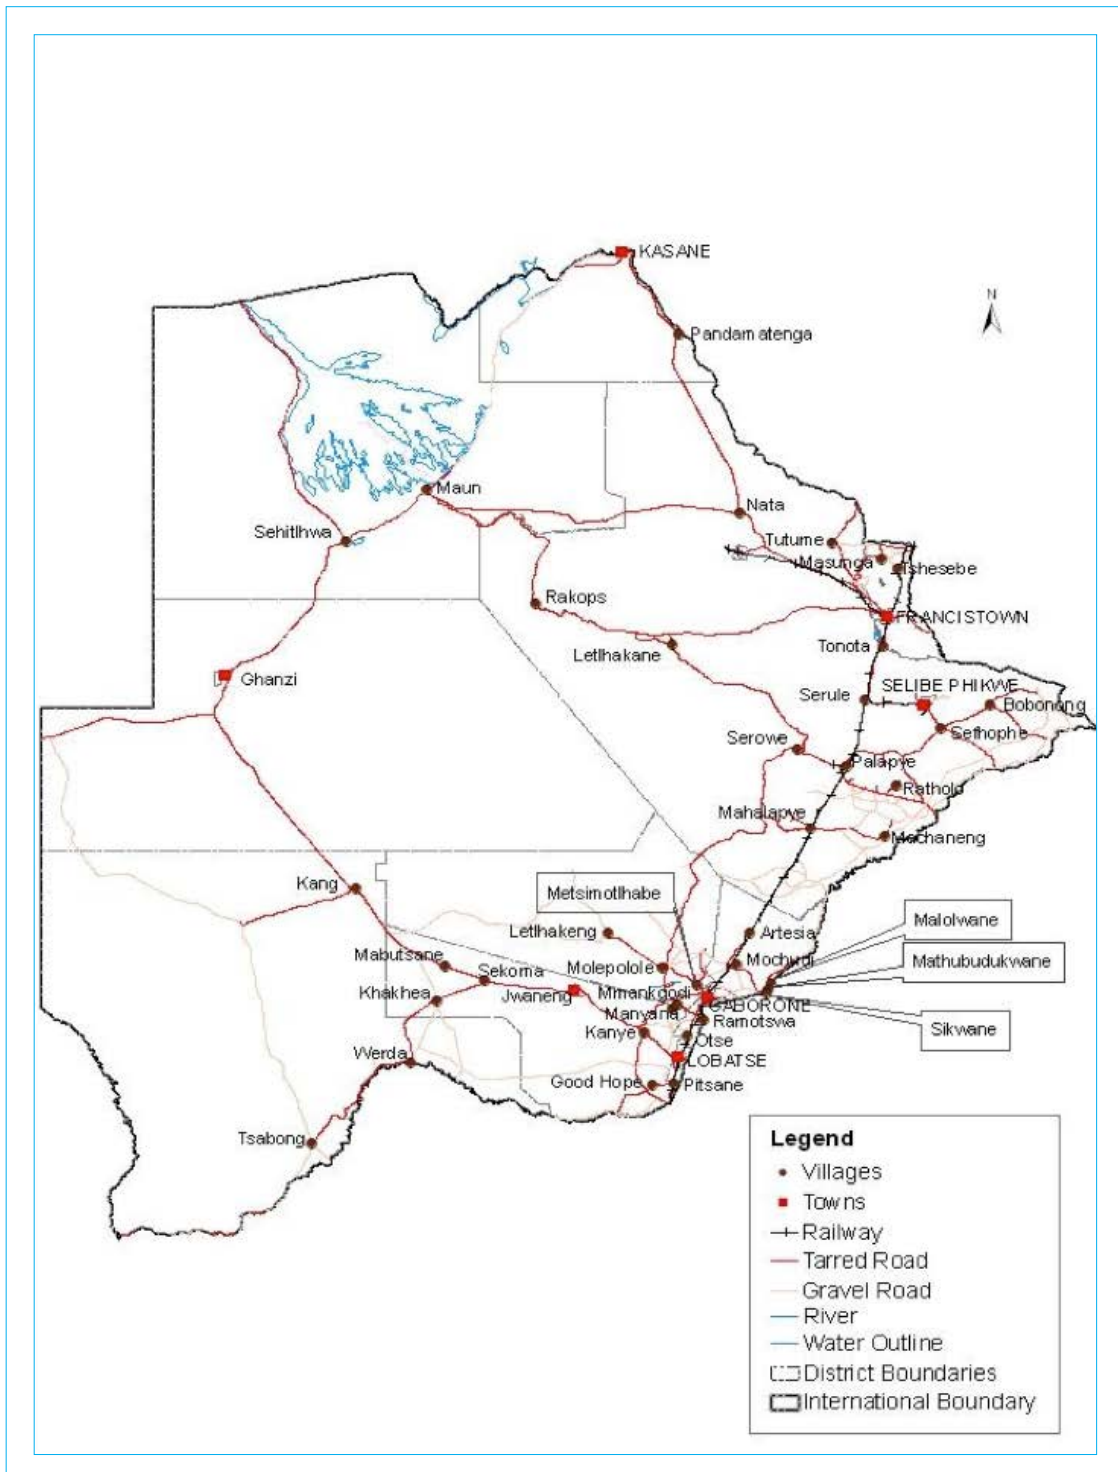 KASANE
N
Pandamatenga
Maun
Nata
Sehitlhwa
Tutume
Masunga
Tshesebe
Rakops
FRANCISTOWN
Letlhakane
Tonota
Ghanzi
SELIBE PHIKWE
Serule
Bobonong
Sefhophe
Serowe
Palapye
Ratholo
Mahalapye
Machaneng
Kang
Metsimotlhabe
Malolwane
Letlhakeng
Artesia
Mabutsane
Molepolole
Mochudi
Mathubudukwane
Sekoma
Khakhea
Jwaneng
Mmankgodi
GABORONE
Manyana
Ramotswa
Sikwane
Kanye
Otse
Werda
LOBATSE
Good Hope
Pitsane
Tsabong
Legend
Villages
Towns
Railway
Tarred Road
Gravel Road
River
Water Outline
District Boundaries
International Boundary